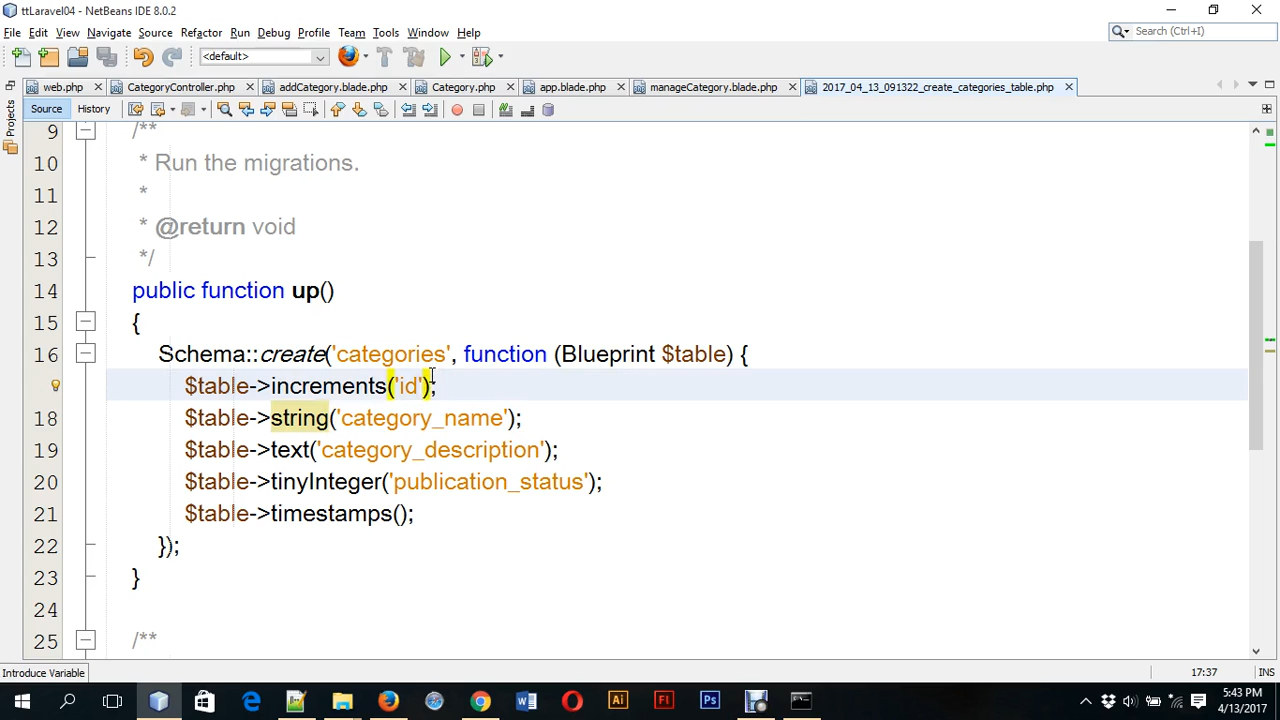 ttLaravel04 - NetBeans IDE 8.0.2
File Edit View Navigate Source Refactor Run Debug Profile Team Tools Window Help
Search (Ctrl+I)
<default>
web.php CategoryController.php addCategory.blade.php Category.php app.blade.php manageCategory.blade.php 2017_04_13_091322_create_categories_table.php
Source History
Projects
9 /**
10 * Run the migrations.
11 *
12 * @return void
13 */
14 public function up()
15 {
16 Schema::create('categories', function (Blueprint $table) {
$table->increments('id');
18 $table->string('category_name');
19 $table->text('category_description');
20 $table->tinyInteger('publication_status');
21 $table->timestamps();
22 });
23 }
24
25 /**
Introduce Variable
17:37 INS
Ai Fl Ps
5:43 PM
4/13/2017